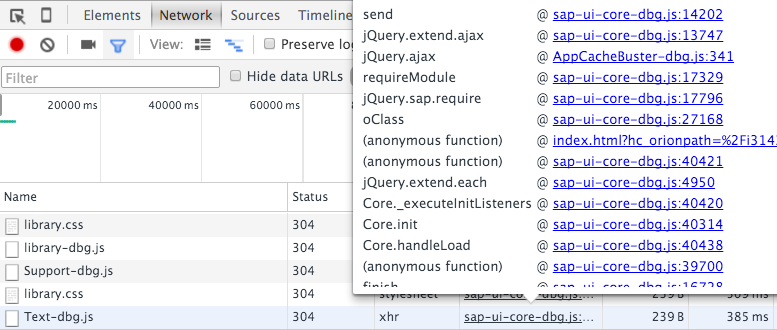 Elements Network Sources Timeline
View: Preserve log
Filter Hide data URLs
20000 ms 40000 ms 60000 ms
Name Status
library.css 304
library-dbg.js 304
Support-dbg.js 304
library.css 304 stylesheet sap-ui-core-dbg.js:... 239 B 309 ms
Text-dbg.js 304 xhr sap-ui-core-dbg.js:... 239 B 385 ms
send @ sap-ui-core-dbg.js:14202
jQuery.extend.ajax @ sap-ui-core-dbg.js:13747
jQuery.ajax @ AppCacheBuster-dbg.js:341
requireModule @ sap-ui-core-dbg.js:17329
jQuery.sap.require @ sap-ui-core-dbg.js:17796
oClass @ sap-ui-core-dbg.js:27168
(anonymous function) @ index.html?hc_orionpath=%2Fi314
(anonymous function) @ sap-ui-core-dbg.js:40421
jQuery.extend.each @ sap-ui-core-dbg.js:4950
Core._executeInitListeners @ sap-ui-core-dbg.js:40420
Core.init @ sap-ui-core-dbg.js:40314
Core.handleLoad @ sap-ui-core-dbg.js:40438
(anonymous function) @ sap-ui-core-dbg.js:39700
finish @ sap-ui-core-dbg.js:16728